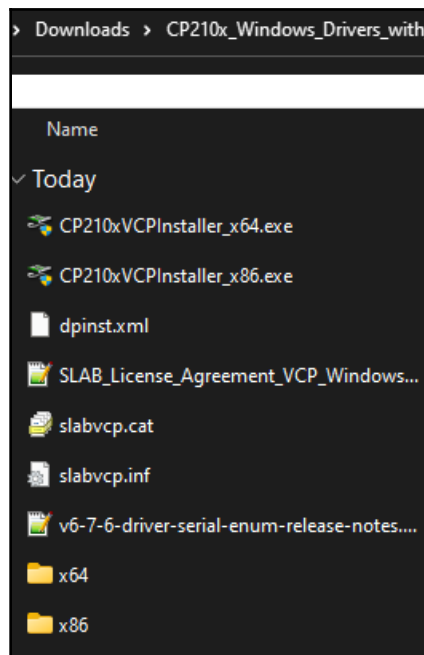 Downloads > CP210x_Windows_Drivers_with
Name
Today
CP210xVCPInstaller_x64.exe
CP210xVCPInstaller_x86.exe
dpinst.xml
SLAB_License_Agreement_VCP_Windows...
slabvcp.cat
slabvcp.inf
v6-7-6-driver-serial-enum-release-notes....
x64
x86